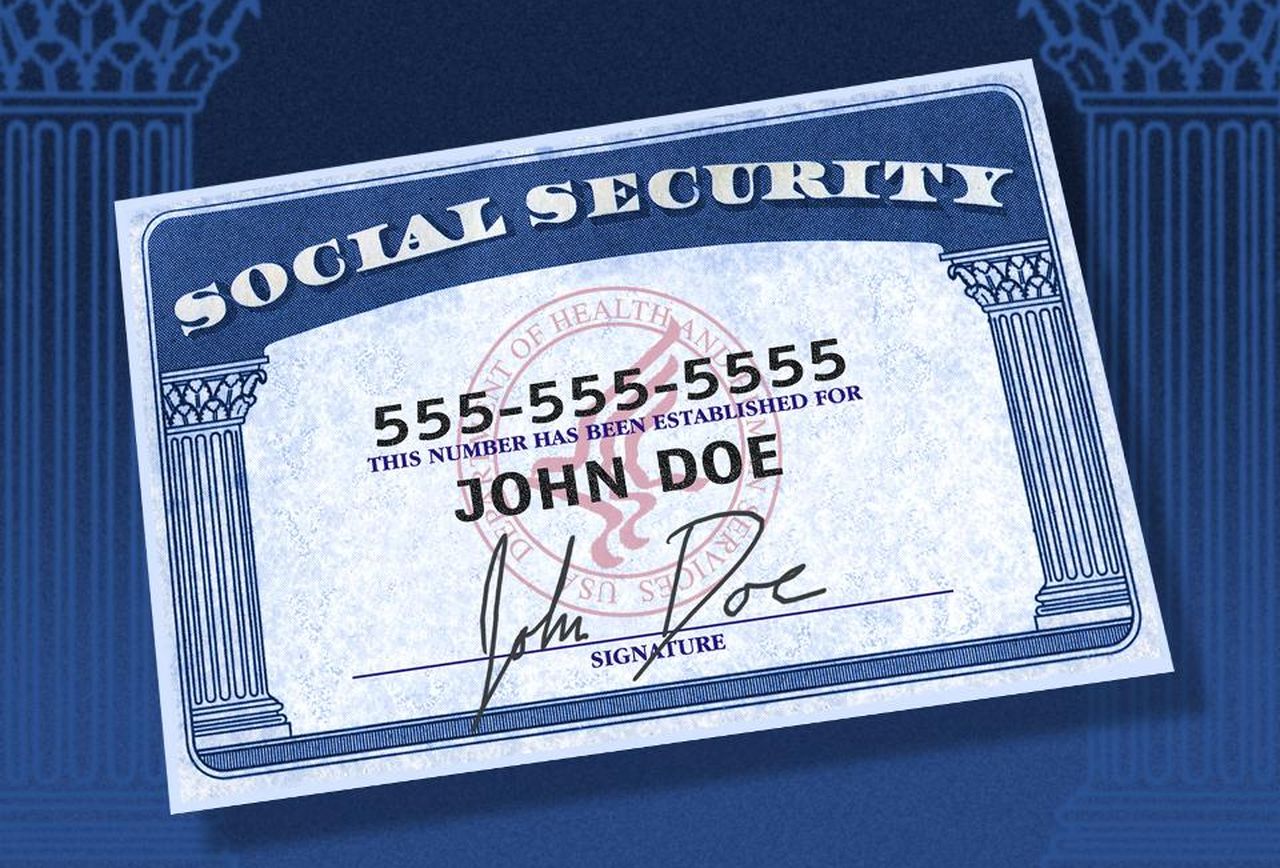 SOCIAL SECURITY
DEPARTMENT OF HEALTH AND HUMAN SERVICES USA
555-555-5555
THIS NUMBER HAS BEEN ESTABLISHED FOR
JOHN DOE
John Doe
SIGNATURE